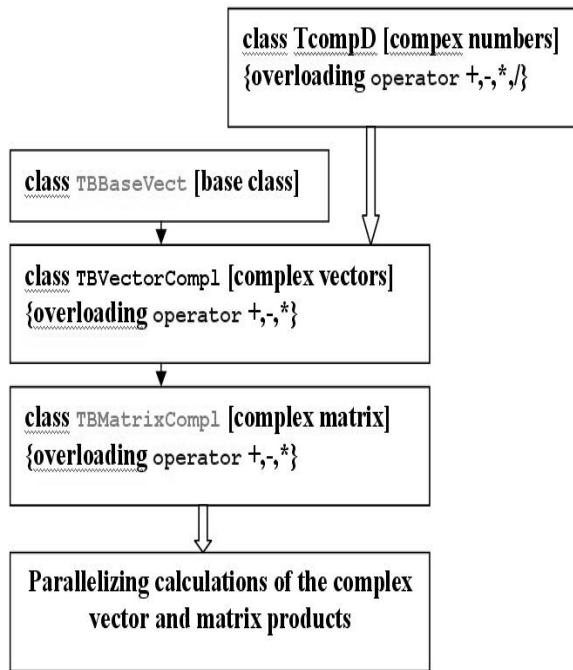 class TcompD [compex numbers]
{overloading operator +,-,*,/}
class TBBaseVect [base class]
class TBVectorCompl [complex vectors]
{overloading operator +,-,*}
class TBMatrixCompl [complex matrix]
{overloading operator +,-,*}
Parallelizing calculations of the complex
vector and matrix products